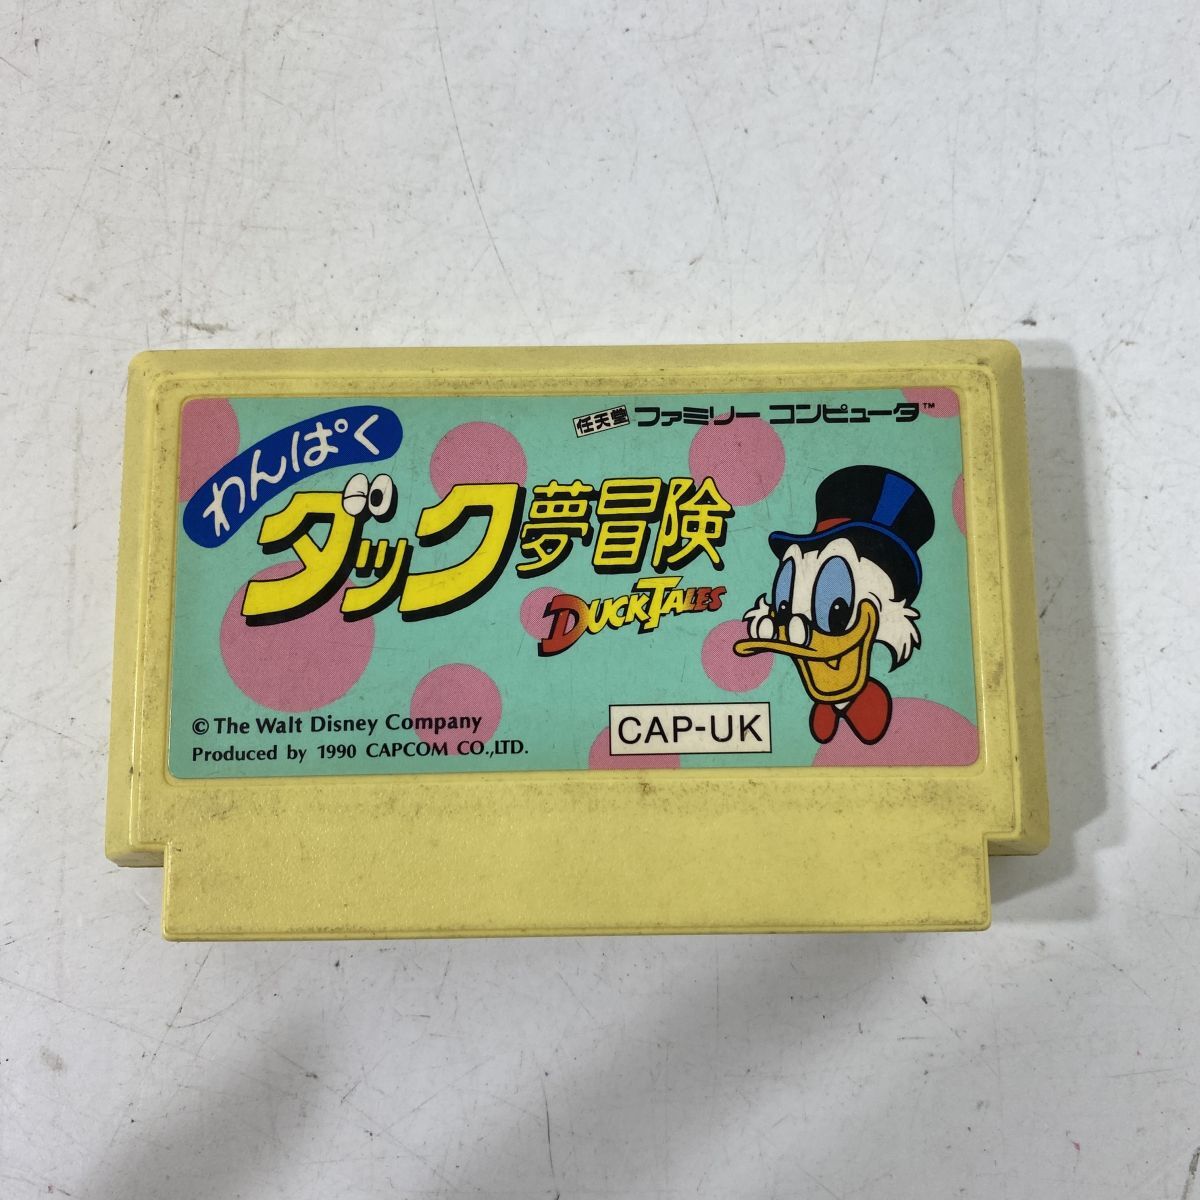 任天堂 ファミリー コンピュータ™
わんぱく
ダック夢冒険
DUCKTALES
© The Walt Disney Company
Produced by 1990 CAPCOM CO.,LTD.
CAP-UK